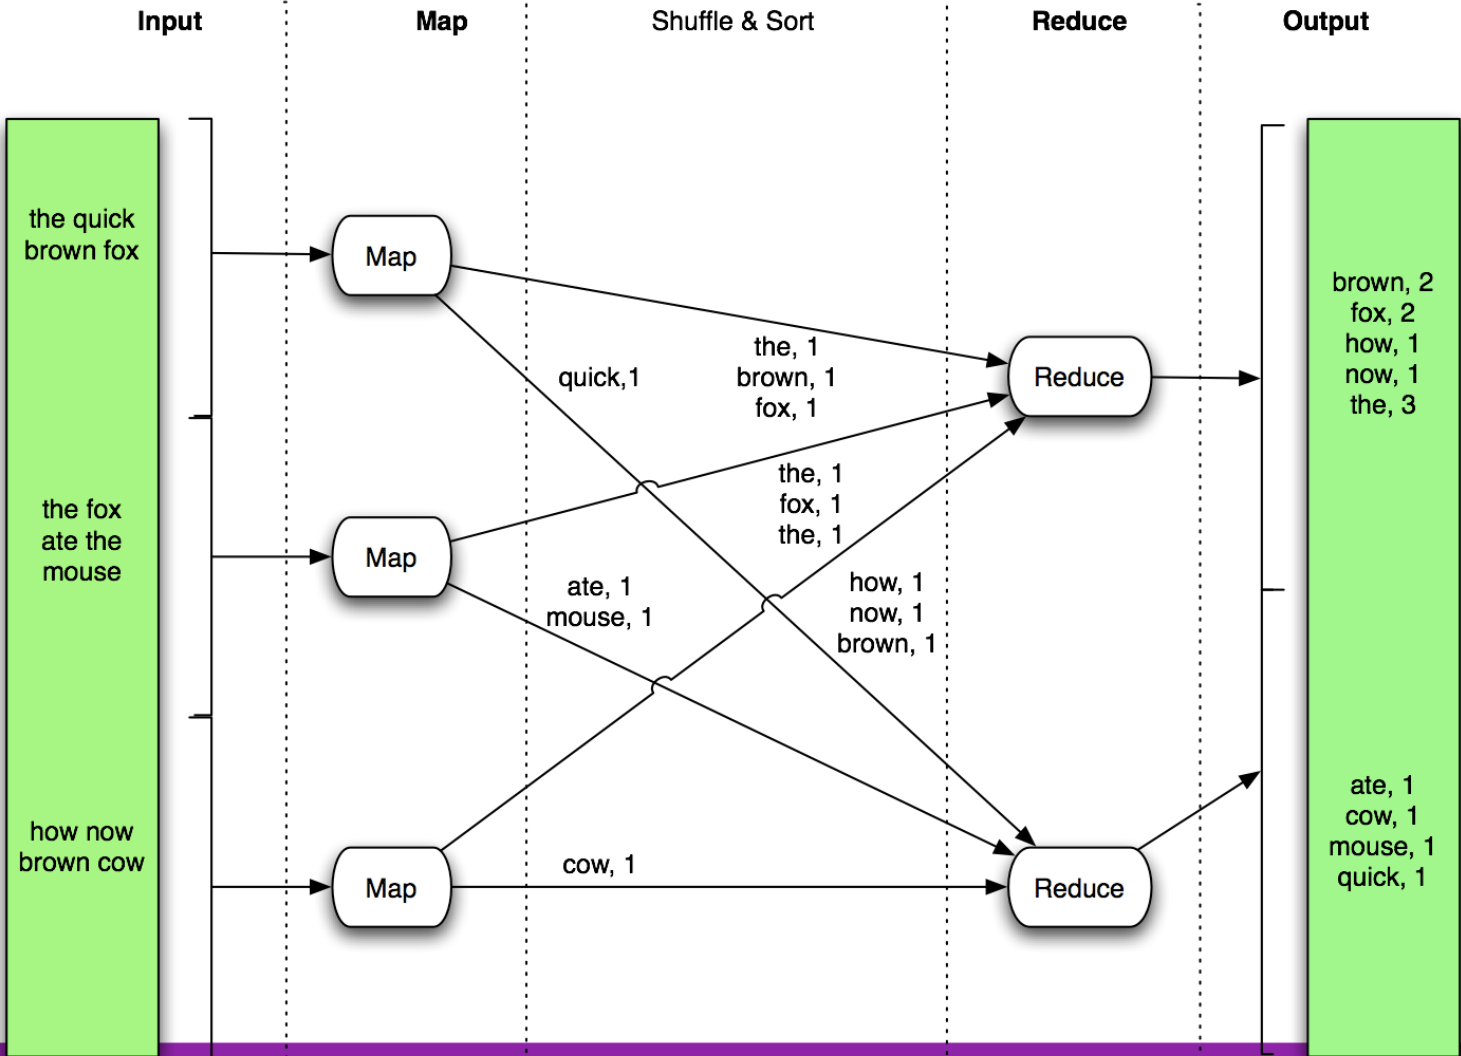 Input
Map
Shuffle & Sort
Reduce
Output
the quick
brown fox
the fox
ate the
mouse
how now
brown cow
Map
Map
Map
quick,1
the, 1
brown, 1
fox, 1
the, 1
fox, 1
the, 1
ate, 1
mouse, 1
how, 1
now, 1
brown, 1
cow, 1
Reduce
Reduce
brown, 2
fox, 2
how, 1
now, 1
the, 3
ate, 1
cow, 1
mouse, 1
quick, 1